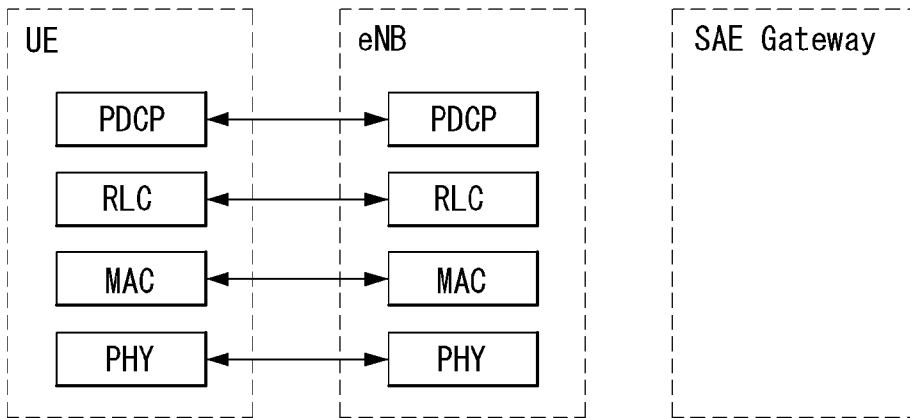 UE
eNB
SAE Gateway
PDCP
PDCP
RLC
RLC
MAC
MAC
PHY
PHY